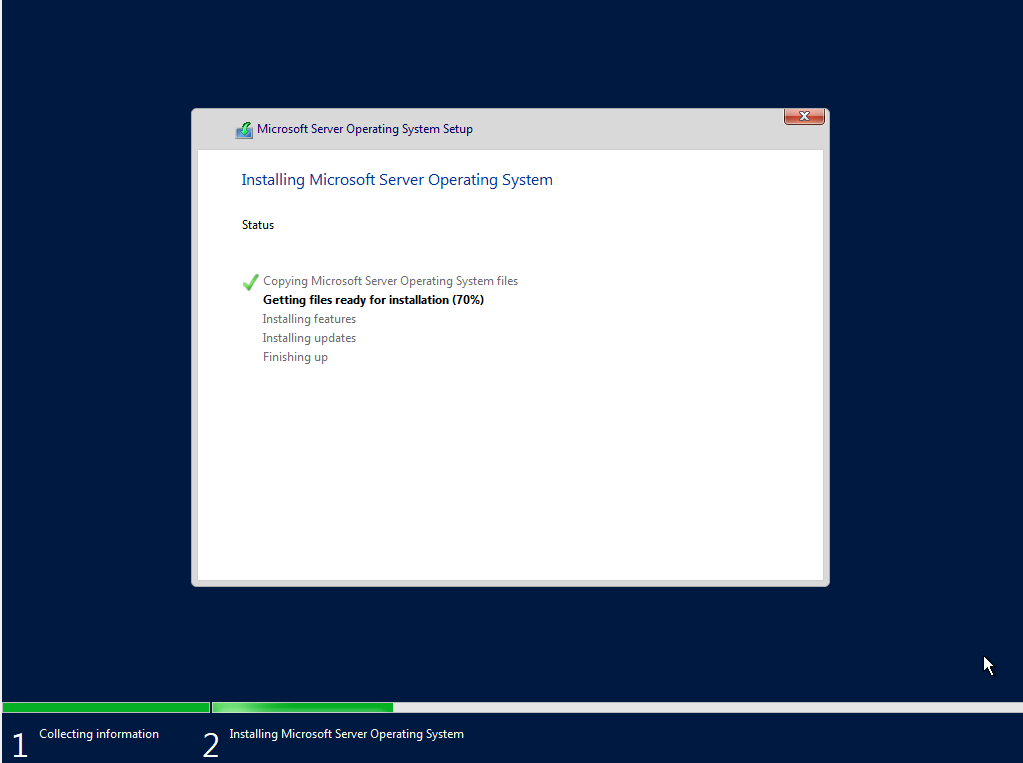 Microsoft Server Operating System Setup
Installing Microsoft Server Operating System
Status
Copying Microsoft Server Operating System files
Getting files ready for installation (70%)
Installing features
Installing updates
Finishing up
1 Collecting information
2 Installing Microsoft Server Operating System